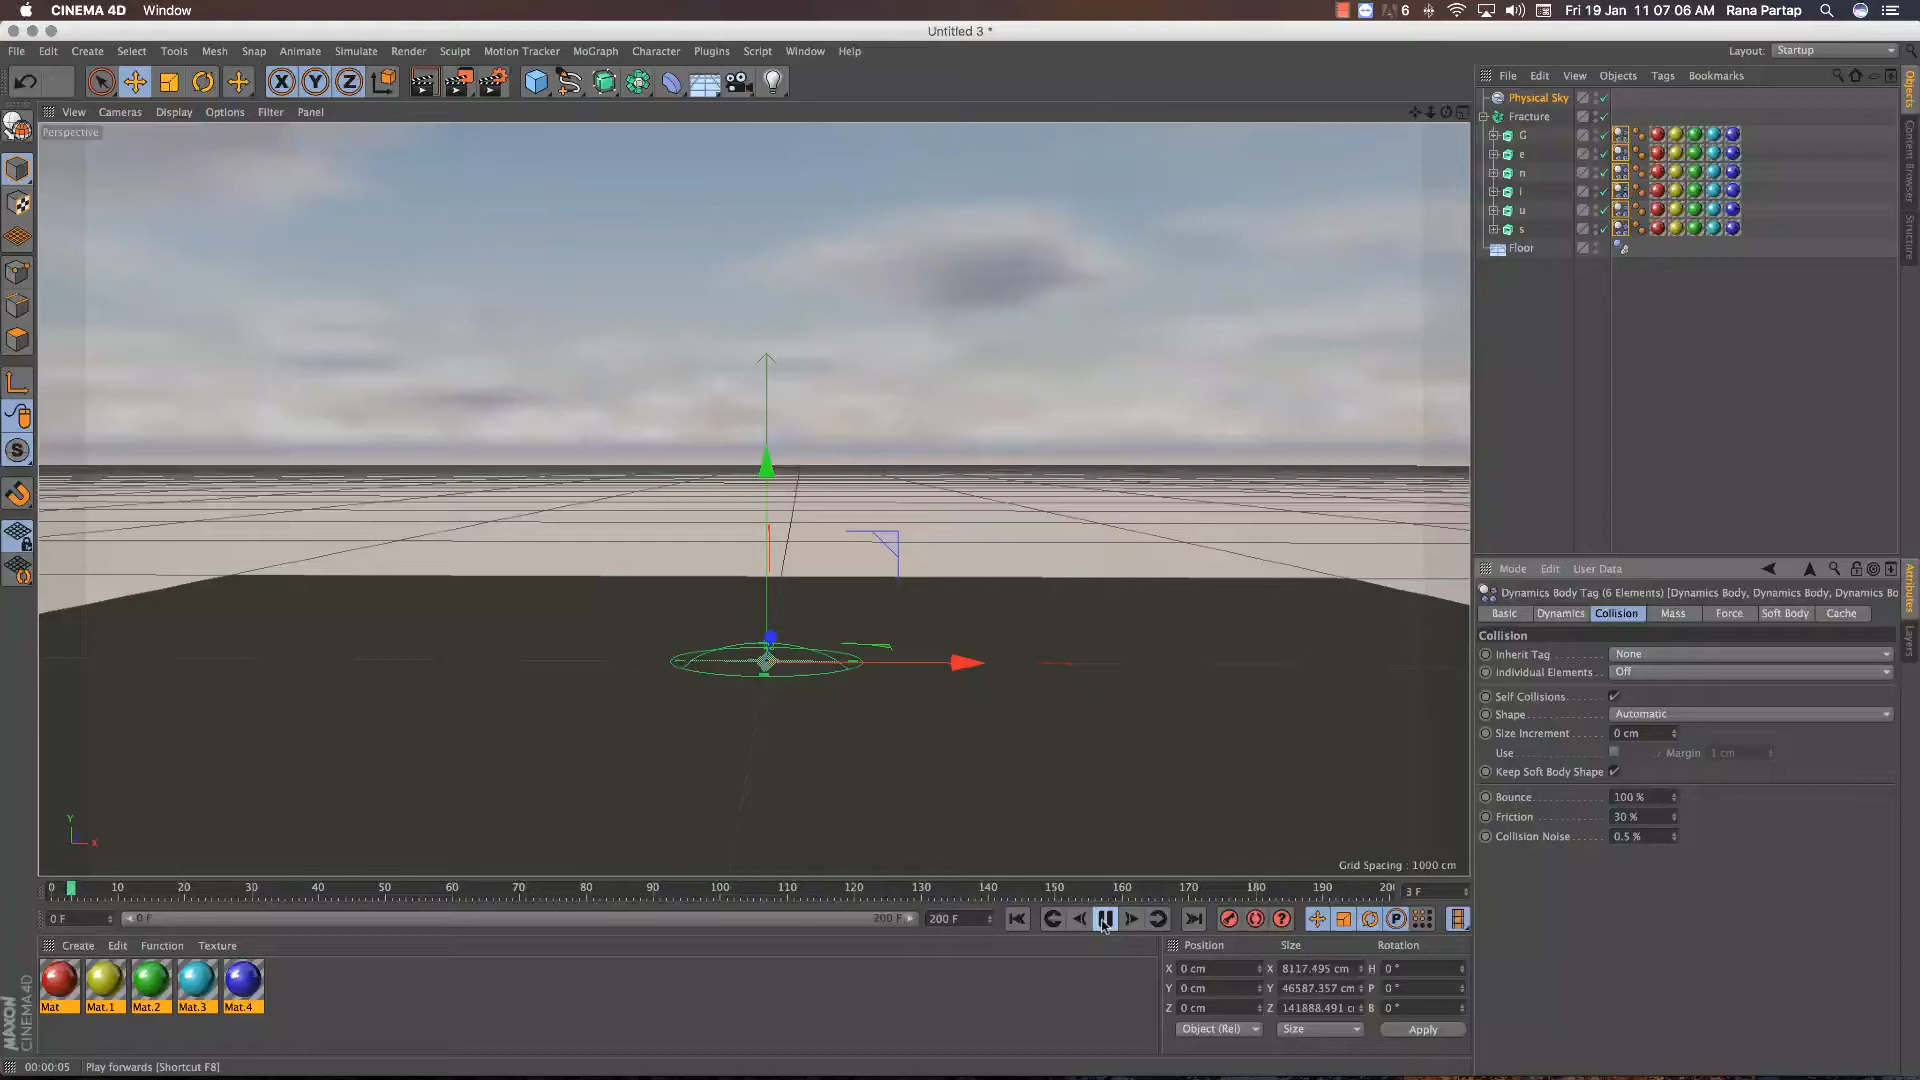 CINEMA 4D Window
6 Fri 19 Jan 11 07 06 AM Rana Partap
Untitled 3 *
File Edit Create Select Tools Mesh Snap Animate Simulate Render Sculpt Motion Tracker MoGraph Character Plugins Script Window Help
Layout: Startup
X Y Z
File Edit View Objects Tags Bookmarks
View Cameras Display Options Filter Panel
Perspective
Physical Sky
Fracture
G
e
n
i
u
s
Floor
Objects
Content Browser
Structure
Mode Edit User Data
Dynamics Body Tag (6 Elements) [Dynamics Body, Dynamics Body, Dynamics Bo
Basic Dynamics Collision Mass Force Soft Body Cache
Collision
Inherit Tag None
Individual Elements Off
Self Collisions
Shape Automatic
Size Increment 0 cm
Use Margin 1 cm
Keep Soft Body Shape
Bounce 100 %
Friction 30 %
Collision Noise 0.5 %
Attributes
Layers
S
Y
X
Grid Spacing : 1000 cm
0 10 20 30 40 50 60 70 80 90 100 110 120 130 140 150 160 170 180 190 200 3 F
0 F 0 F 200 F 200 F
P
Create Edit Function Texture
Mat Mat.1 Mat.2 Mat.3 Mat.4
Position Size Rotation
X 0 cm X 8117.495 cm H 0 °
Y 0 cm Y 46587.357 cm P 0 °
Z 0 cm Z 141888.491 c B 0 °
Object (Rel) Size Apply
MAXON
CINEMA 4D
00:00:05 Play forwards [Shortcut F8]